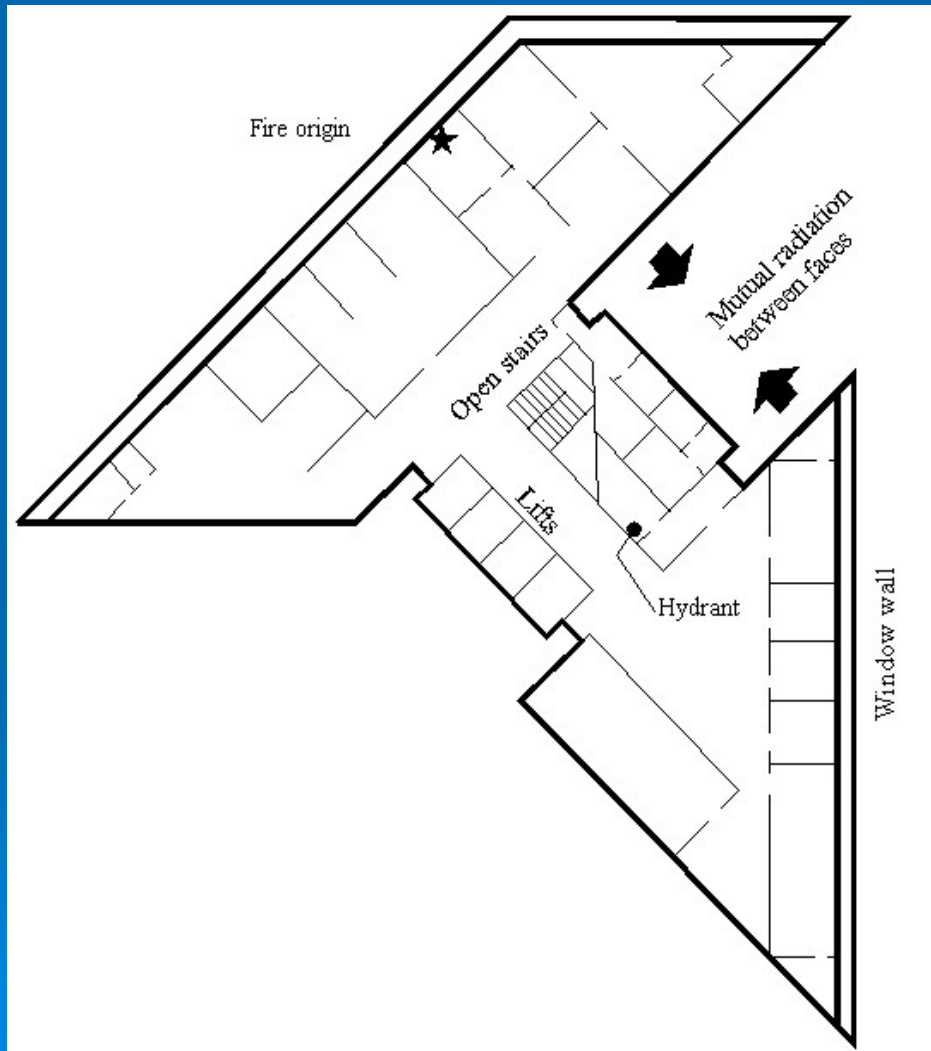 Fire origin
Mutual radiation
between faces
Open stairs
Lifts
Hydrant
Window wall